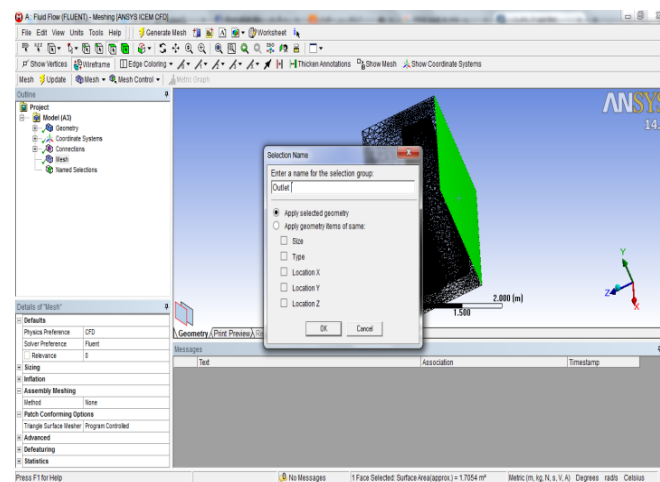 A: Fluid Flow (FLUENT) - Meshing [ANSYS ICEM CFD]
File Edit View Units Tools Help Generate Mesh Worksheet
Show Vertices Wireframe Edge Coloring Thicken Annotations Show Mesh Show Coordinate Systems
Mesh Update Mesh Mesh Control Metric Graph
Outline
Project
Model (A3)
Geometry
Coordinate Systems
Connections
Mesh
Named Selections
ANSYS
14.
Selection Name
Enter a name for the selection group:
Outlet
Apply selected geometry
Apply geometry items of same:
Size
Type
Location X
Location Y
Location Z
OK Cancel
Y
Z
X
2.000 (m)
1.500
Geometry Print Preview
Details of "Mesh"
Defaults
Physics Preference CFD
Solver Preference Fluent
Relevance 0
Sizing
Inflation
Assembly Meshing
Method None
Patch Conforming Options
Triangle Surface Mesher Program Controlled
Advanced
Defeaturing
Statistics
Messages
Text Association Timestamp
Press F1 for Help No Messages 1 Face Selected: Surface Area(approx.) = 1.7054 m² Metric (m, kg, N, s, V, A) Degrees rad/s Celsius